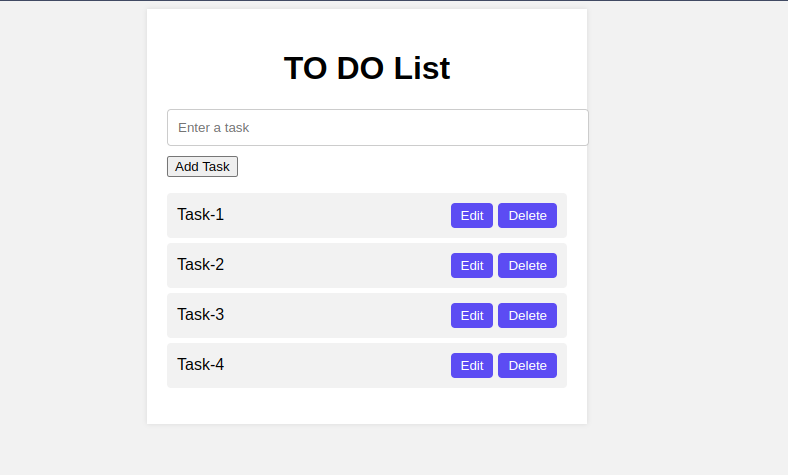 TO DO List
Enter a task
Add Task
Task-1 Edit Delete
Task-2 Edit Delete
Task-3 Edit Delete
Task-4 Edit Delete